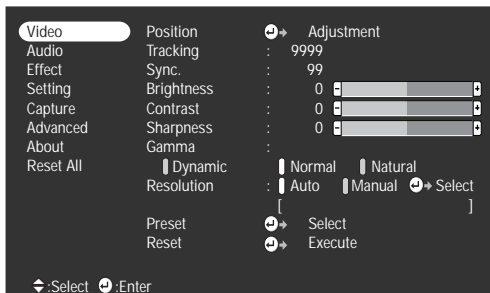 Video Position Adjustment
Audio Tracking : 9999
Effect Sync. : 99
Setting Brightness : 0 - +
Capture Contrast : 0 - +
Advanced Sharpness : 0 - +
About Gamma :
Reset All Dynamic Normal Natural
Resolution : Auto Manual Select
[ ]
Preset Select
Reset Execute
:Select :Enter